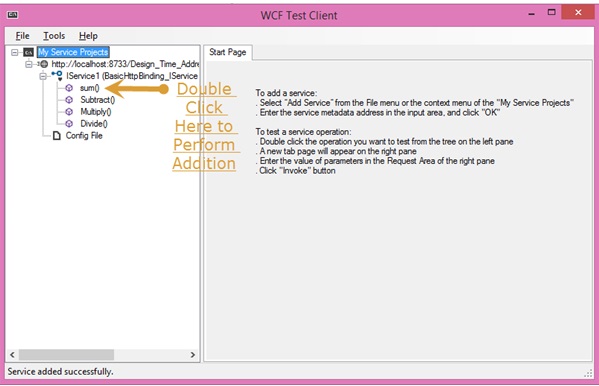 WCF Test Client
File Tools Help
My Service Projects
http://localhost:8733/Design_Time_Addre
IService1 (BasicHttpBinding_IService
sum()
Subtract()
Multiply()
Divide()
Config File
Double
Click
Here to
Perform
Addition
Start Page
To add a service:
. Select "Add Service" from the File menu or the context menu of the "My Service Projects"
. Enter the service metadata address in the input area, and click "OK"
To test a service operation:
. Double click the operation you want to test from the tree on the left pane
. A new tab page will appear on the right pane
. Enter the value of parameters in the Request Area of the right pane
. Click "Invoke" button
Service added successfully.